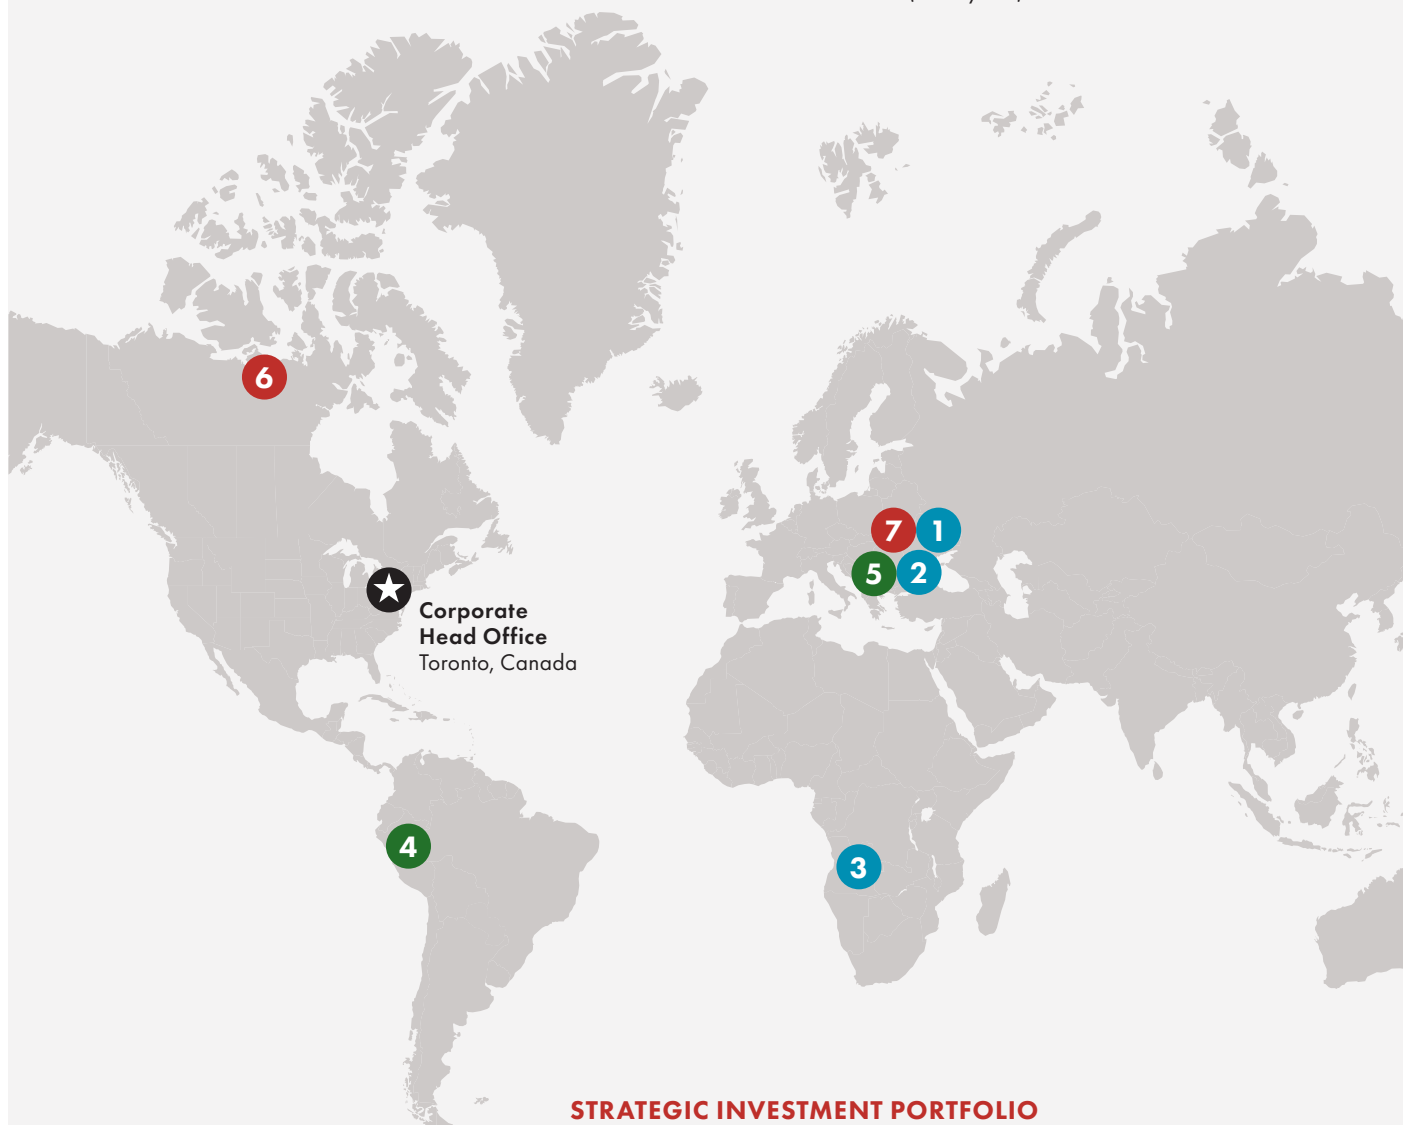 6
7 1
5 2
Corporate
Head Office
Toronto, Canada
4
3
STRATEGIC INVESTMENT PORTFOLIO